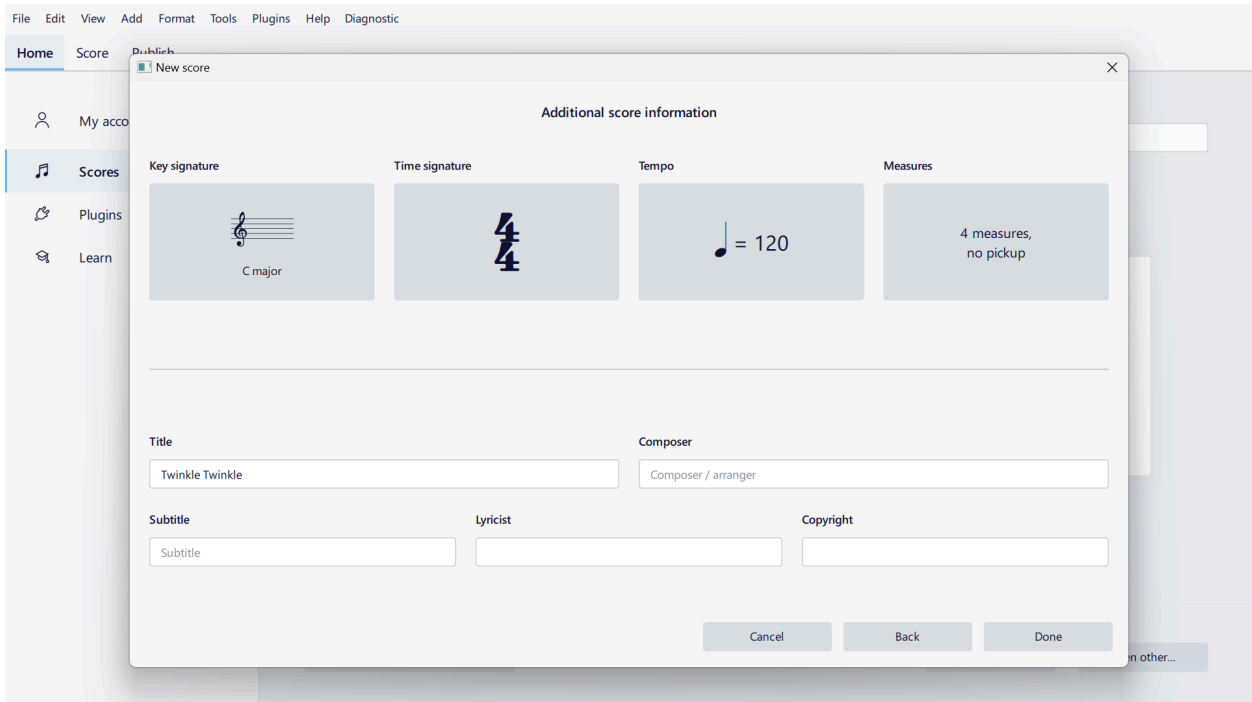 File Edit View Add Format Tools Plugins Help Diagnostic
Home Score Publish
New score
Additional score information
My acco
Scores
Plugins
Learn
Key signature Time signature Tempo Measures
C major
4
4
= 120
4 measures,
no pickup
Title Composer
Twinkle Twinkle Composer / arranger
Subtitle Lyricist Copyright
Subtitle
Cancel Back Done
en other...